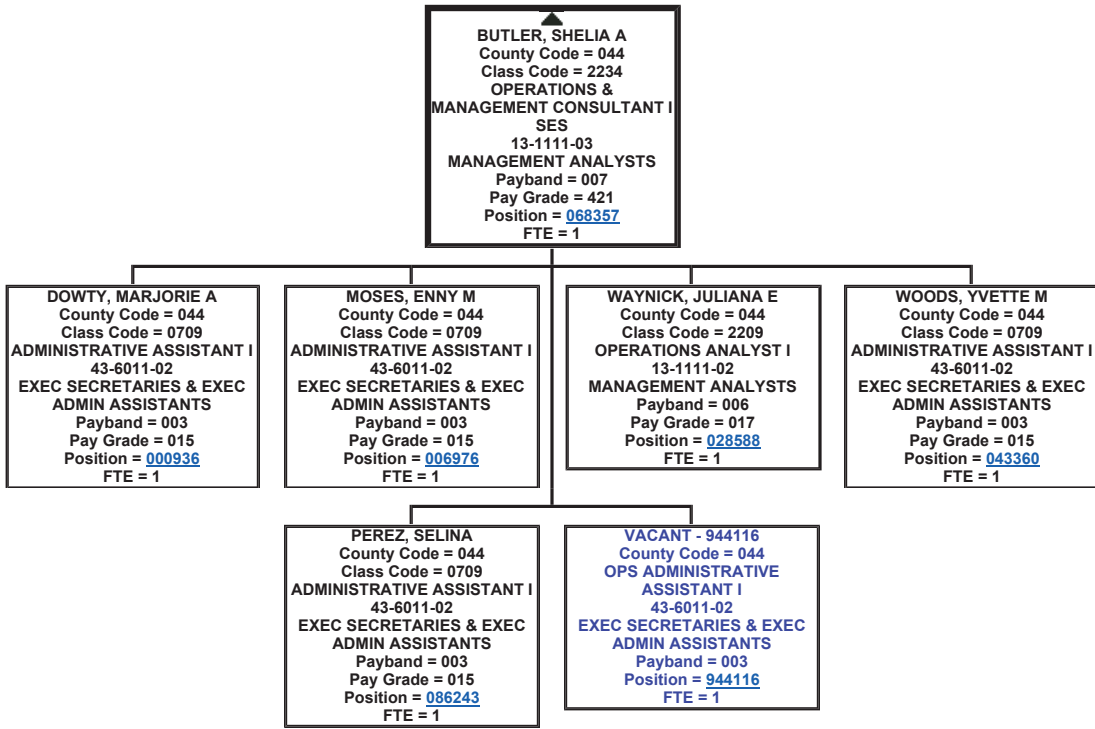 BUTLER, SHELIA A
County Code = 044
Class Code = 2234
OPERATIONS &
MANAGEMENT CONSULTANT I
SES
13-1111-03
MANAGEMENT ANALYSTS
Payband = 007
Pay Grade = 421
Position = 068357
FTE = 1
DOWTY, MARJORIE A
County Code = 044
Class Code = 0709
ADMINISTRATIVE ASSISTANT I
43-6011-02
EXEC SECRETARIES & EXEC
ADMIN ASSISTANTS
Payband = 003
Pay Grade = 015
Position = 000936
FTE = 1
MOSES, ENNY M
County Code = 044
Class Code = 0709
ADMINISTRATIVE ASSISTANT I
43-6011-02
EXEC SECRETARIES & EXEC
ADMIN ASSISTANTS
Payband = 003
Pay Grade = 015
Position = 006976
FTE = 1
WAYNICK, JULIANA E
County Code = 044
Class Code = 2209
OPERATIONS ANALYST I
13-1111-02
MANAGEMENT ANALYSTS
Payband = 006
Pay Grade = 017
Position = 028588
FTE = 1
WOODS, YVETTE M
County Code = 044
Class Code = 0709
ADMINISTRATIVE ASSISTANT I
43-6011-02
EXEC SECRETARIES & EXEC
ADMIN ASSISTANTS
Payband = 003
Pay Grade = 015
Position = 043360
FTE = 1
PEREZ, SELINA
County Code = 044
Class Code = 0709
ADMINISTRATIVE ASSISTANT I
43-6011-02
EXEC SECRETARIES & EXEC
ADMIN ASSISTANTS
Payband = 003
Pay Grade = 015
Position = 086243
FTE = 1
VACANT - 944116
County Code = 044
OPS ADMINISTRATIVE
ASSISTANT I
43-6011-02
EXEC SECRETARIES & EXEC
ADMIN ASSISTANTS
Payband = 003
Position = 944116
FTE = 1